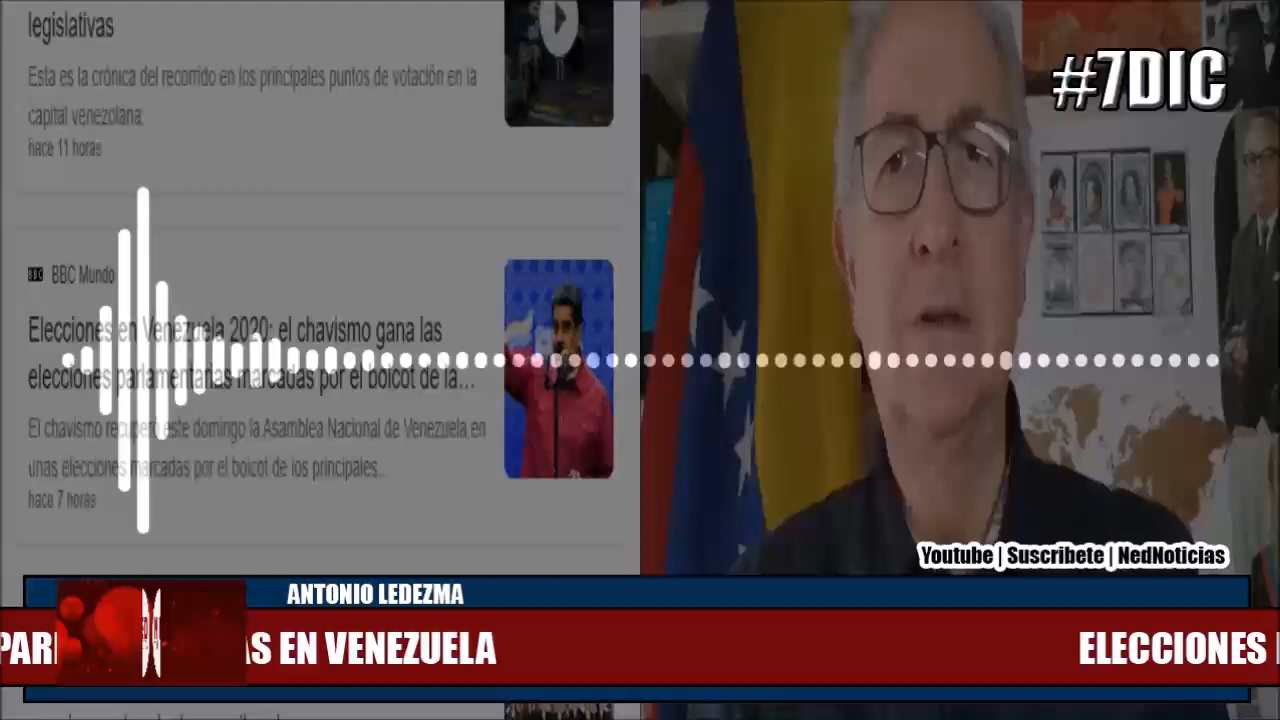 legislativas
Esta es la crónica del recorrido en los principales puntos de votación en la
capital venezolana.
hace 11 horas
BBC BBC Mundo
Elecciones en Venezuela 2020: el chavismo gana las
elecciones parlamentarias marcadas por el boicot de la...
El chavismo recuperó este domingo la Asamblea Nacional de Venezuela en
unas elecciones marcadas por el boicot de los principales...
hace 7 horas
#7DIC
Youtube | Suscribete | NedNoticias
ANTONIO LEDEZMA
PAR AS EN VENEZUELA
ELECCIONES